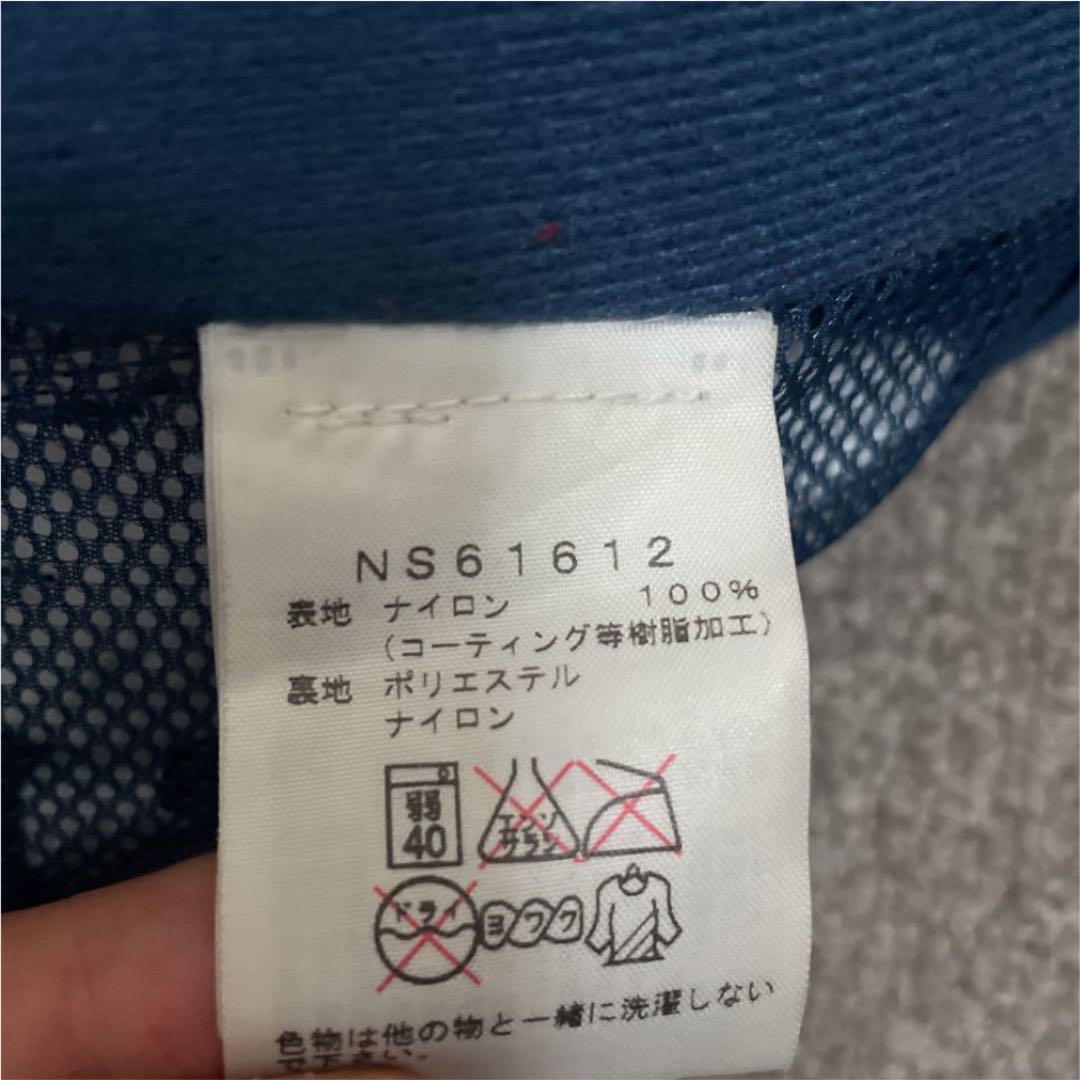 NS61612
表地 ナイロン 100%
(コーティング等樹脂加工)
裏地 ポリエステル
ナイロン
弱
40
エンソ
サラシ
ドライ
ヨワク
色物は他の物と一緒に洗濯しない